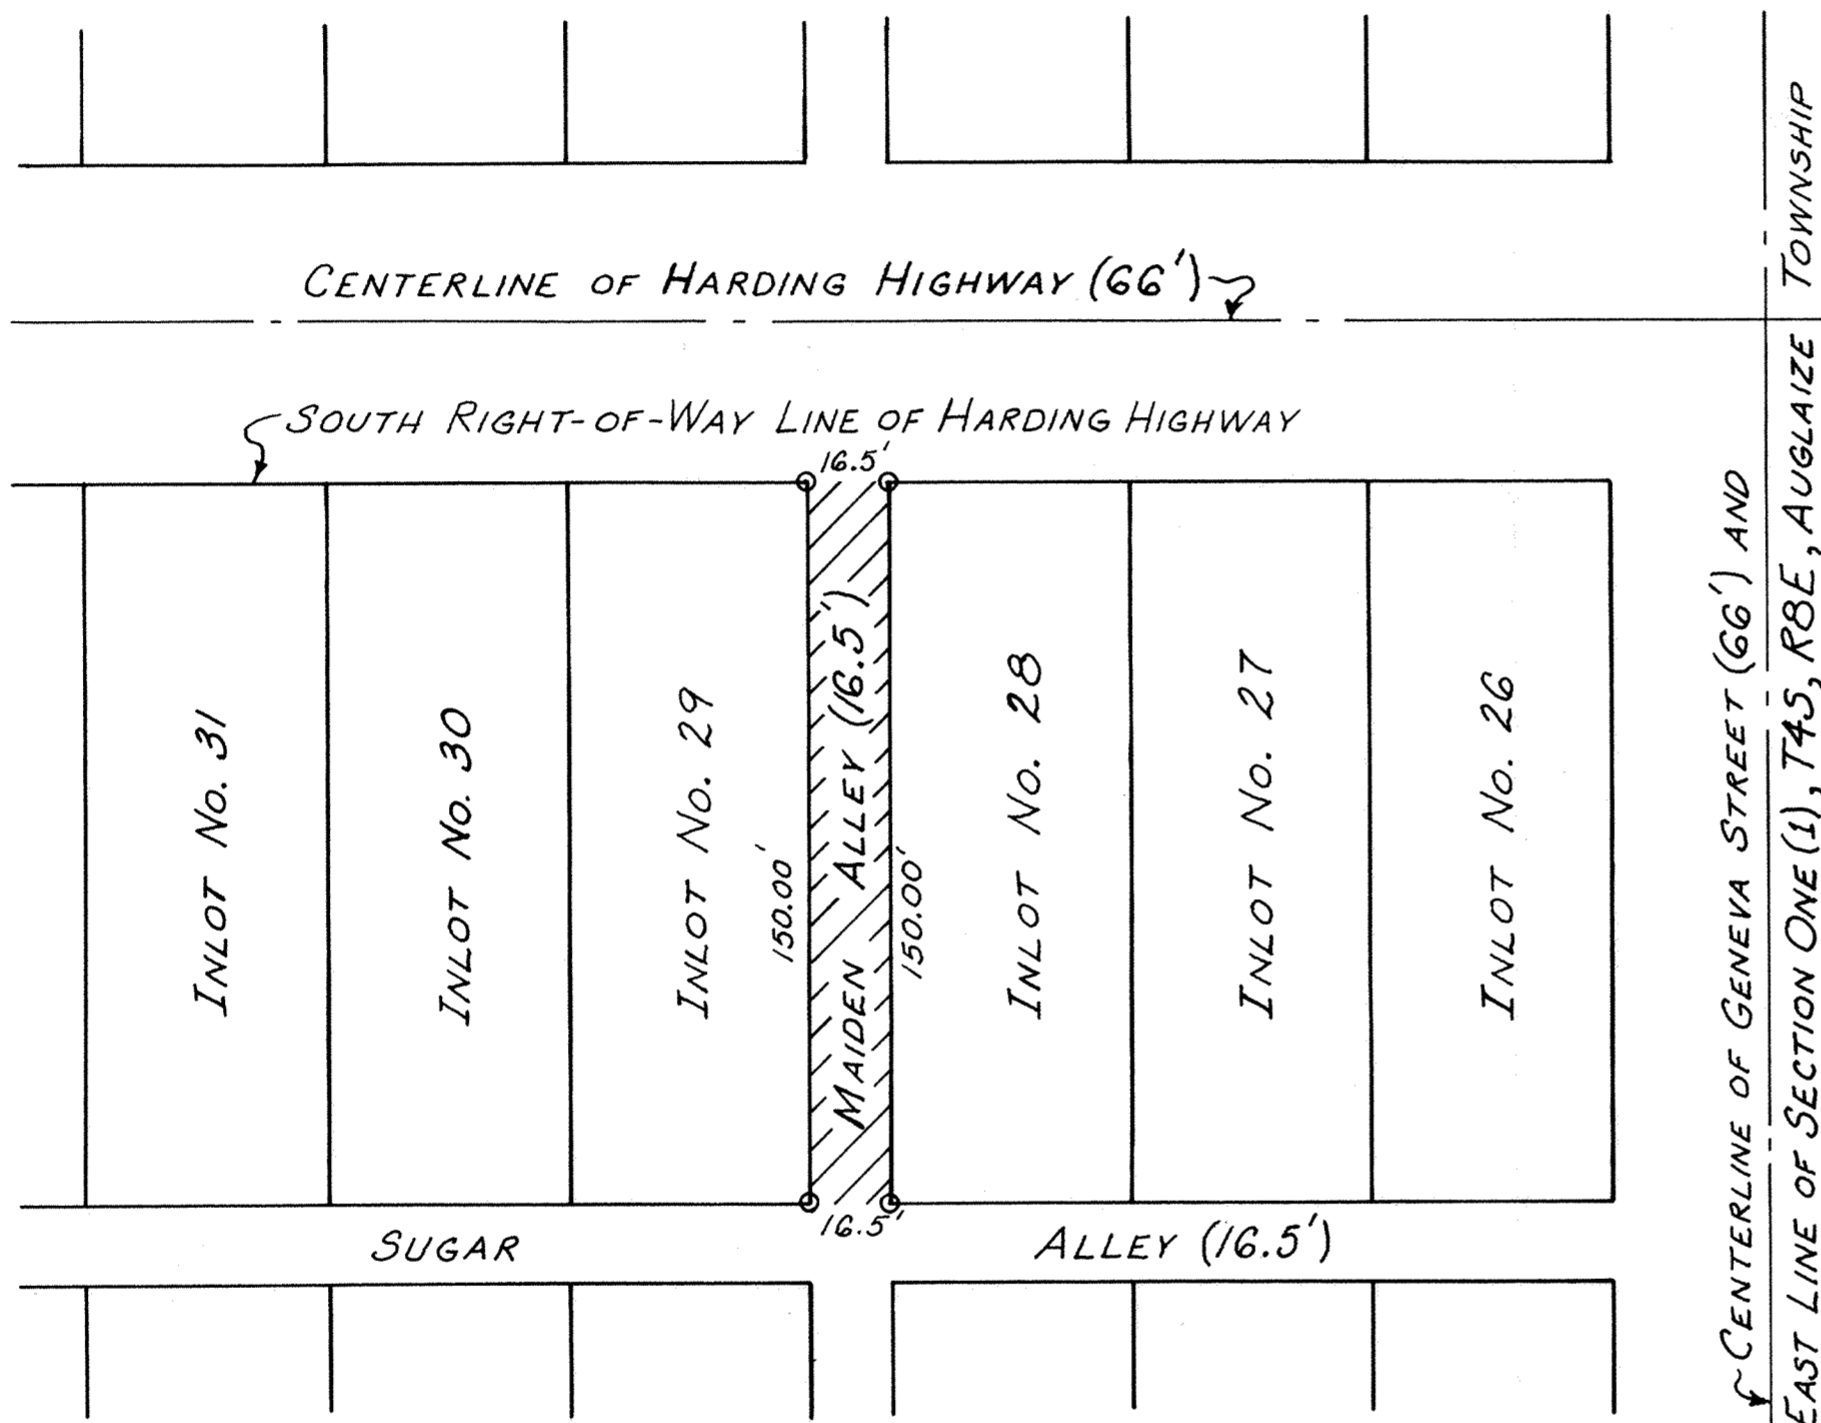 CENTERLINE OF HARDING HIGHWAY (66')
SOUTH RIGHT-OF-WAY LINE OF HARDING HIGHWAY
16.5'
INLOT No. 31
INLOT No. 30
INLOT No. 29
150.00'
MAIDEN ALLEY (16.5')
150.00'
INLOT No. 28
INLOT No. 27
INLOT No. 26
16.5'
SUGAR ALLEY (16.5')
CENTERLINE OF GENEVA STREET (66') AND
EAST LINE OF SECTION ONE (1), T4S, R8E, AUGLAIZE TOWNSHIP